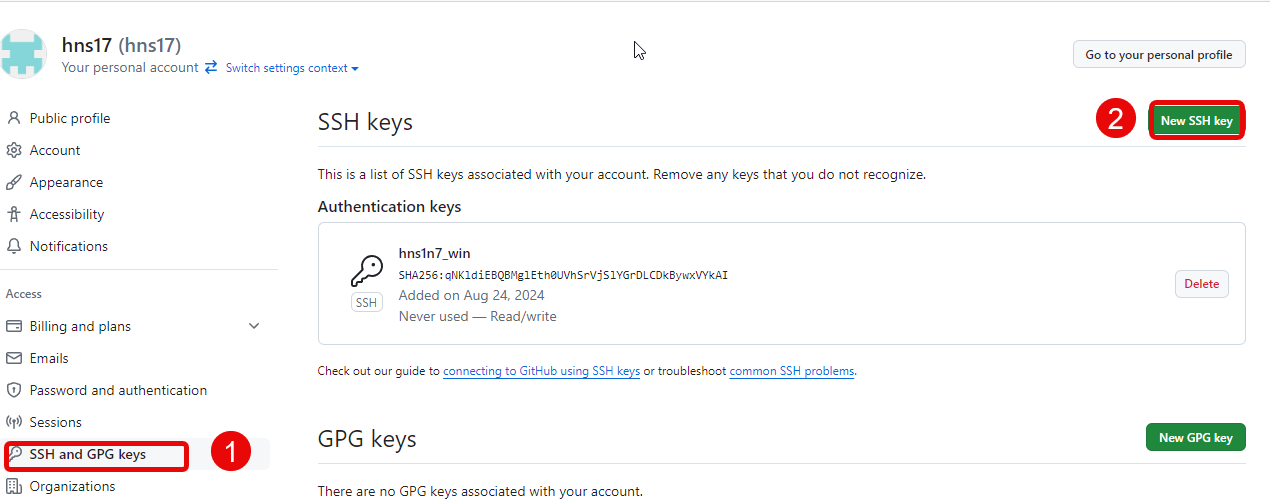 hns17 (hns17)
Your personal account Switch settings context
Go to your personal profile
Public profile
Account
Appearance
Accessibility
Notifications
Access
Billing and plans
Emails
Password and authentication
Sessions
SSH and GPG keys
1
Organizations
SSH keys
2
New SSH key
This is a list of SSH keys associated with your account. Remove any keys that you do not recognize.
Authentication keys
hns1n7_win
SHA256:qNKldiEBQBMglEth0UVhSrVjSlYGrDLCDkBywxVYkAI
Added on Aug 24, 2024
Never used — Read/write
SSH
Delete
Check out our guide to connecting to GitHub using SSH keys or troubleshoot common SSH problems.
GPG keys
New GPG key
There are no GPG keys associated with your account.